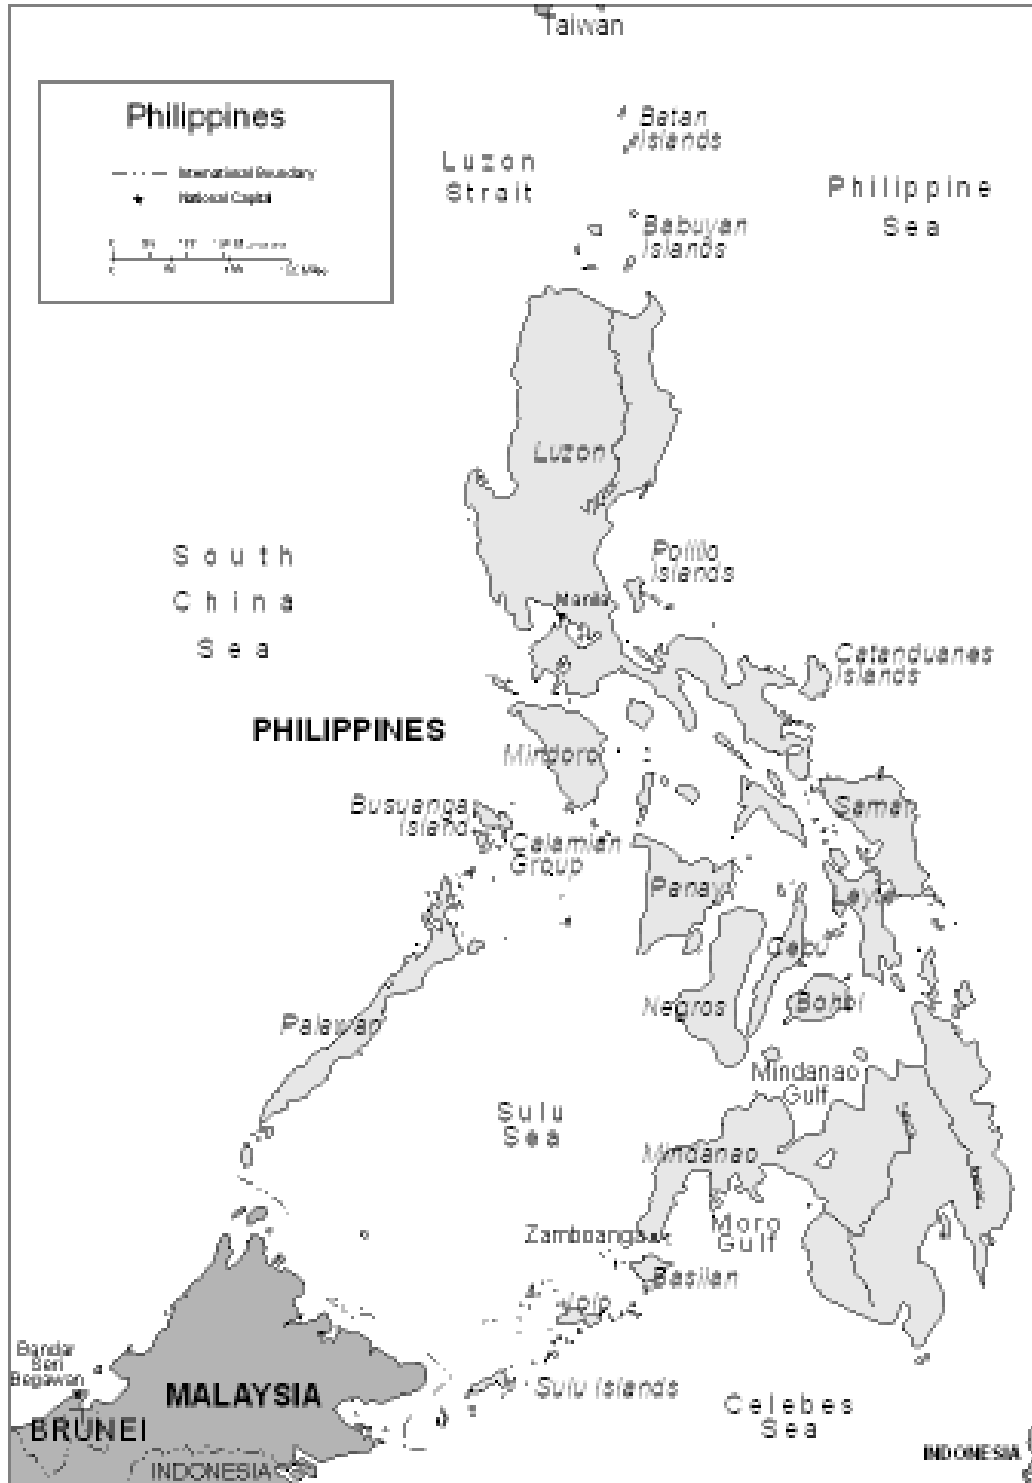 Taiwan
Philippines
International Boundary
National Capital
Batan
Islands
Luzon
Strait
Philippine
Sea
Babuyan
Islands
Luzon
South
China
Sea
Polillo
Islands
Manila
Catanduanes
Islands
PHILIPPINES
Mindoro
Busuanga
Island
Calamian
Group
Samar
Panay
Leyte
Cebu
Negros
Bohol
Palawan
Mindanao
Gulf
Sulu
Sea
Mindanao
Moro
Gulf
Zamboanga
Basilan
Jolo
Bandar
Seri
Begawan
MALAYSIA
Sulu Islands
Celebes
Sea
BRUNEI
INDONESIA
INDONESIA